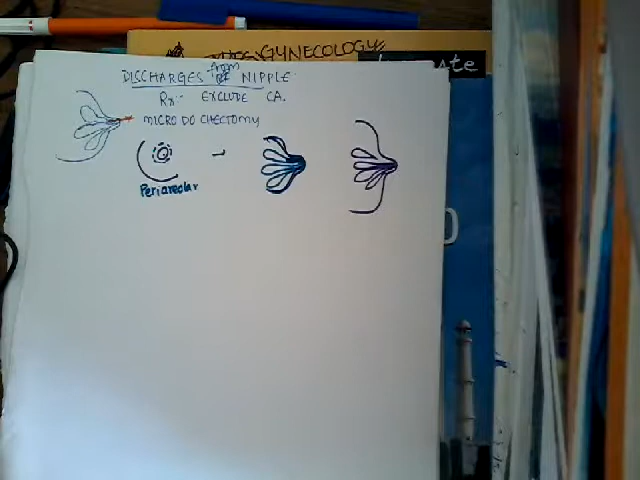 GYNECOLOGY
DISCHARGES from NIPPLE
Rx:- EXCLUDE CA.
MICRO DO CHECTOMY
Periareolar